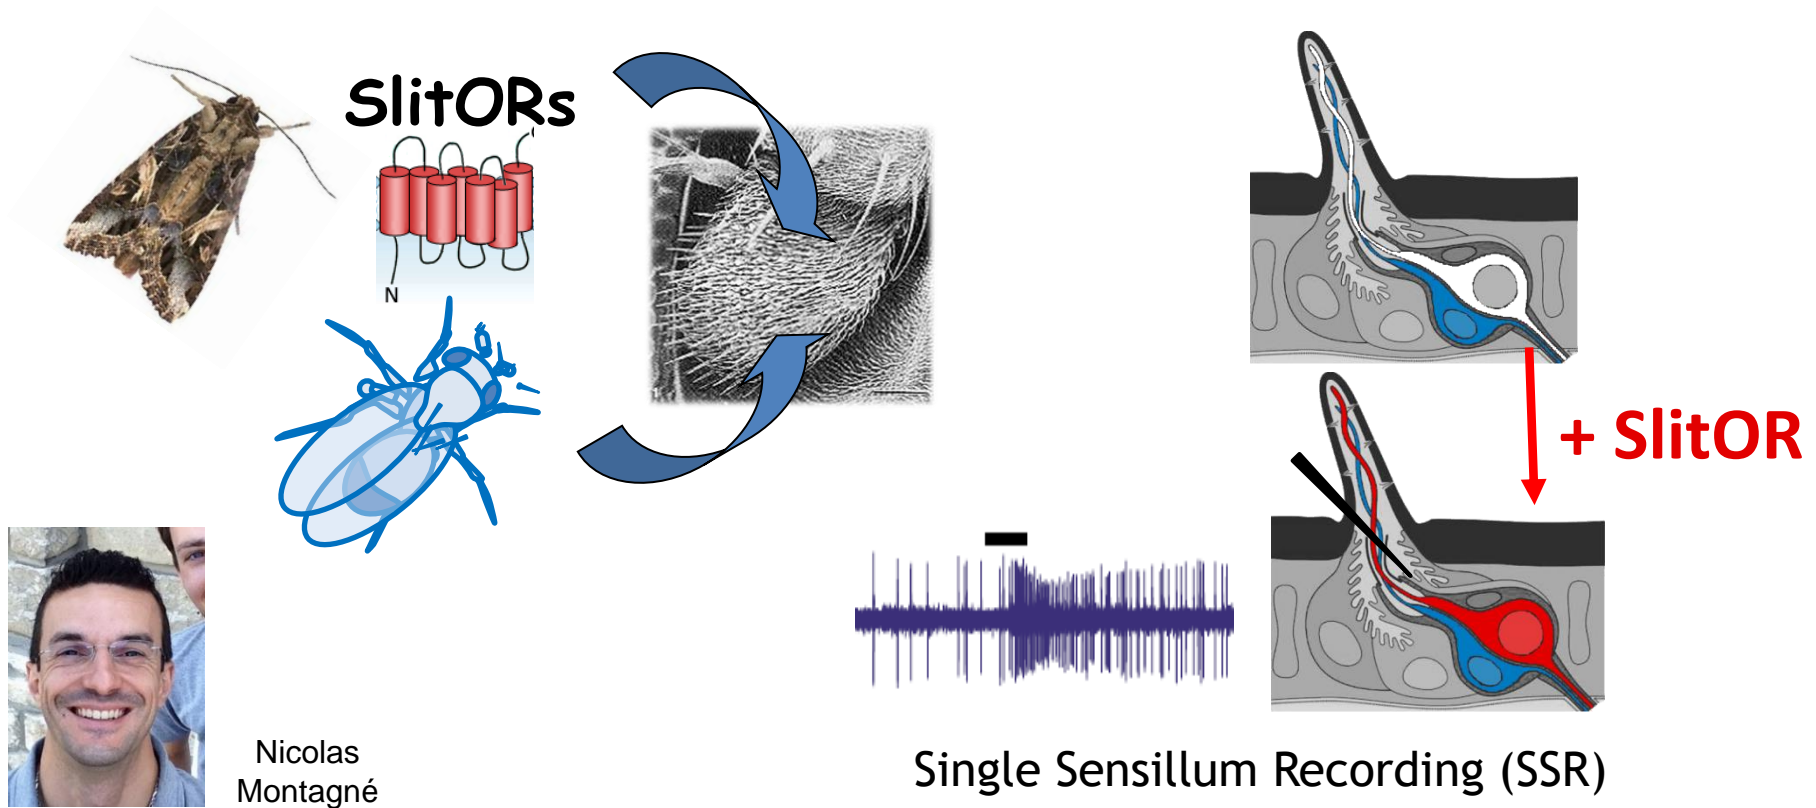 SlitORs
N
+ SlitOR
Nicolas
Montagné
Single Sensillum Recording (SSR)